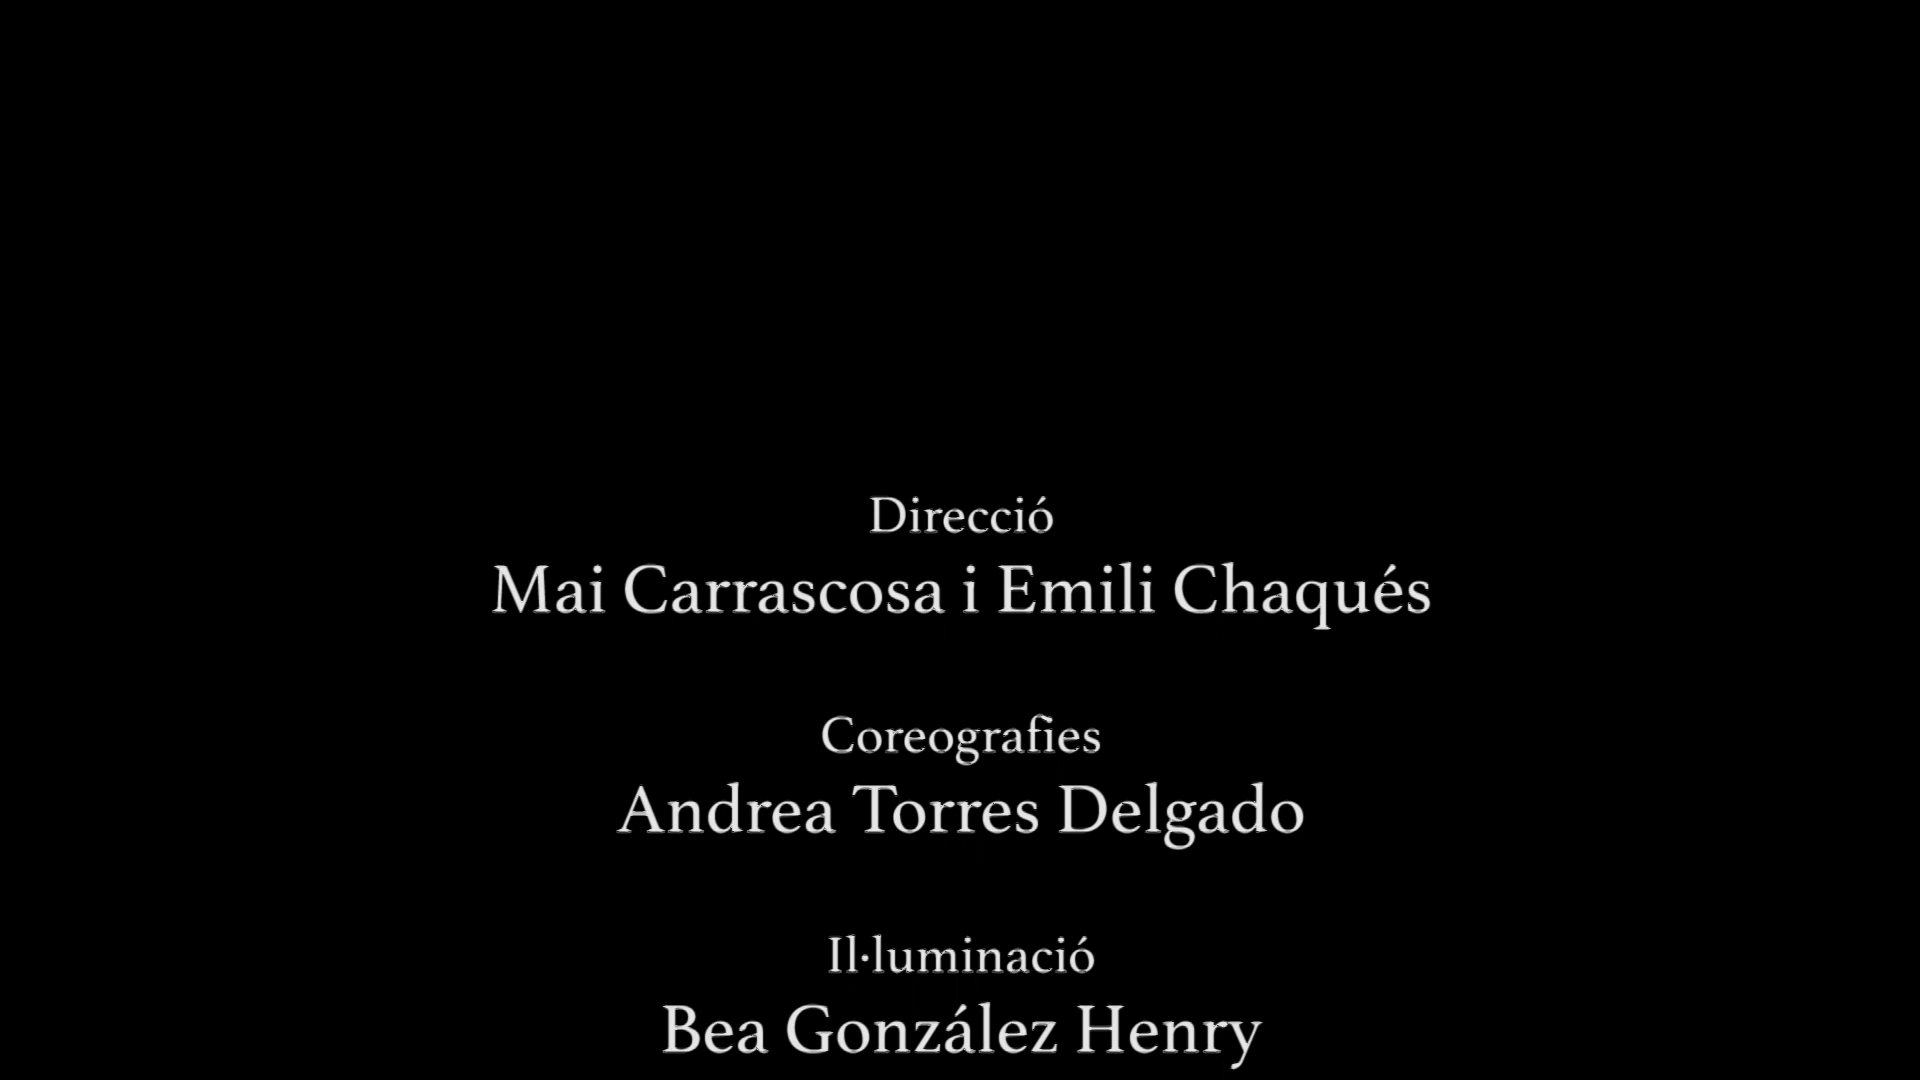 Direcció
Mai Carrascosa i Emili Chaqués
Coreografies
Andrea Torres Delgado
Il·luminació
Bea González Henry